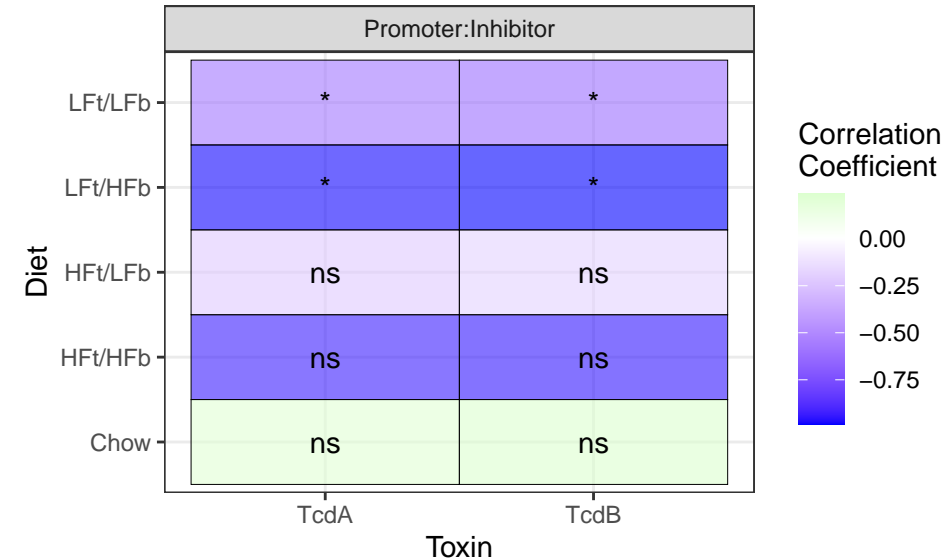 Promoter:Inhibitor
Diet
LFt/LFb
*
*
LFt/HFb
*
*
HFt/LFb
ns
ns
HFt/HFb
ns
ns
Chow
ns
ns
TcdA
TcdB
Toxin
Correlation
Coefficient
0.00
−0.25
−0.50
−0.75